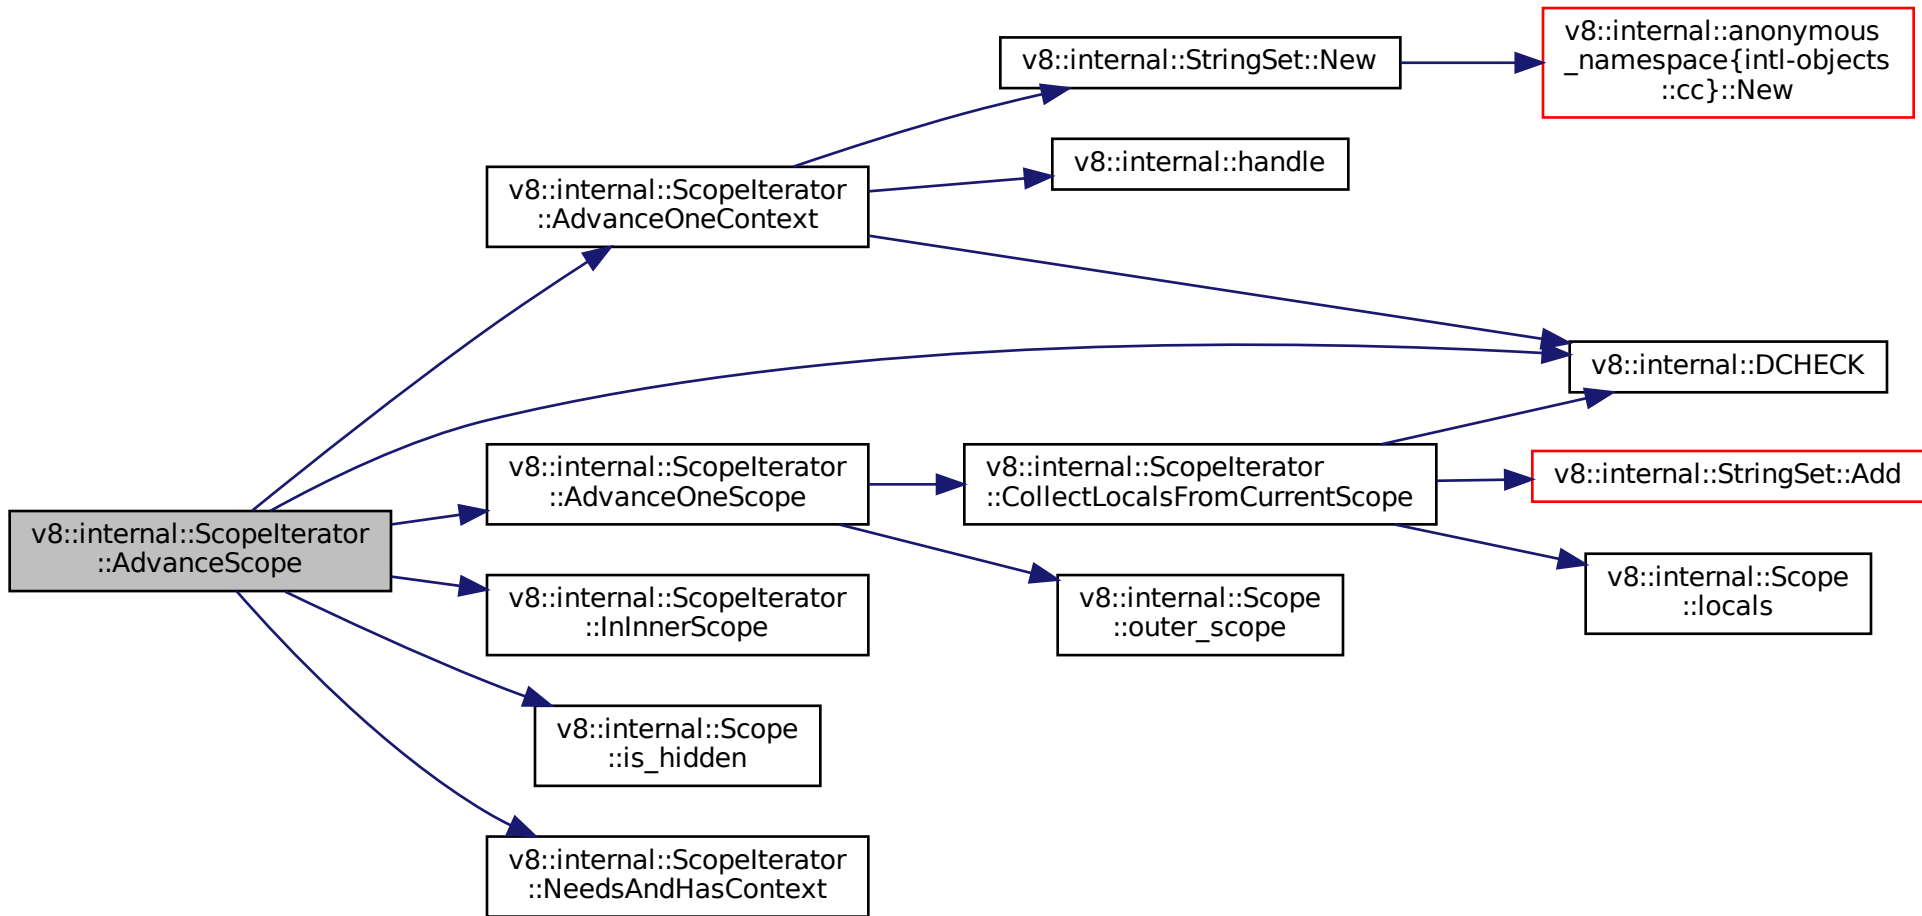 v8::internal::anonymous
_namespace{intl-objects
::cc}::New
v8::internal::StringSet::New
v8::internal::handle
v8::internal::ScopeIterator
::AdvanceOneContext
v8::internal::DCHECK
v8::internal::ScopeIterator
::AdvanceOneScope
v8::internal::ScopeIterator
::CollectLocalsFromCurrentScope
v8::internal::StringSet::Add
v8::internal::ScopeIterator
::AdvanceScope
v8::internal::ScopeIterator
::InInnerScope
v8::internal::Scope
::outer_scope
v8::internal::Scope
::locals
v8::internal::Scope
::is_hidden
v8::internal::ScopeIterator
::NeedsAndHasContext